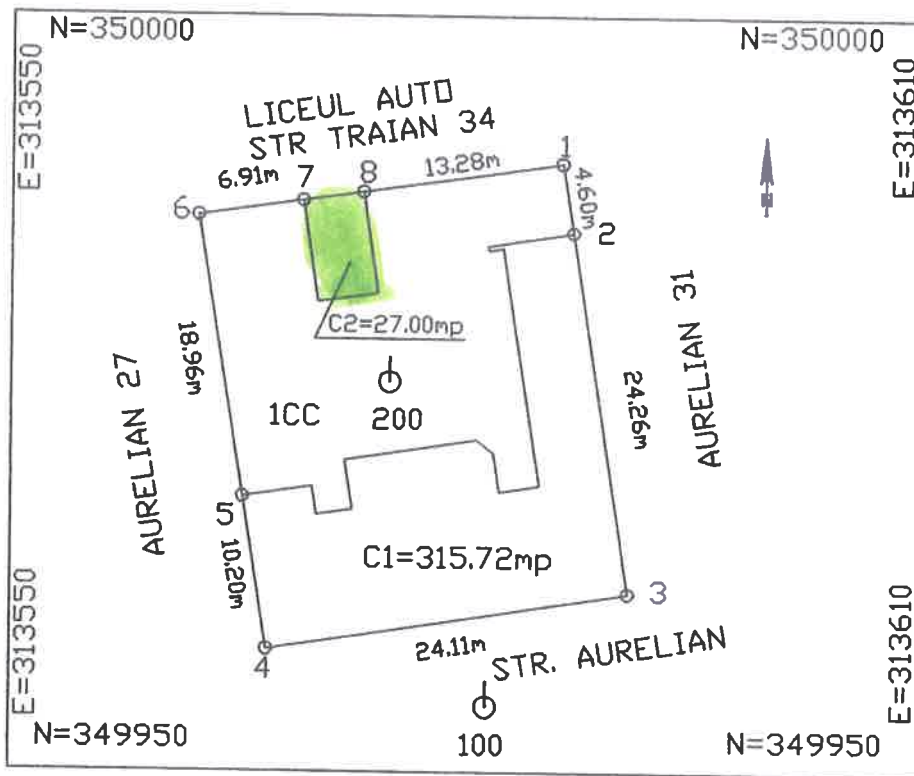 N=350000
N=350000
E=313550
E=313610
LICEUL AUTO
STR TRAIAN 34
6.91m
7
8
13.28m
1
4.60m
6
2
C2=27.00mp
18.96m
AURELIAN 27
AURELIAN 31
24.26m
1CC
200
5
10.20m
C1=315.72mp
3
4
24.11m
STR. AURELIAN
E=313550
E=313610
N=349950
100
N=349950